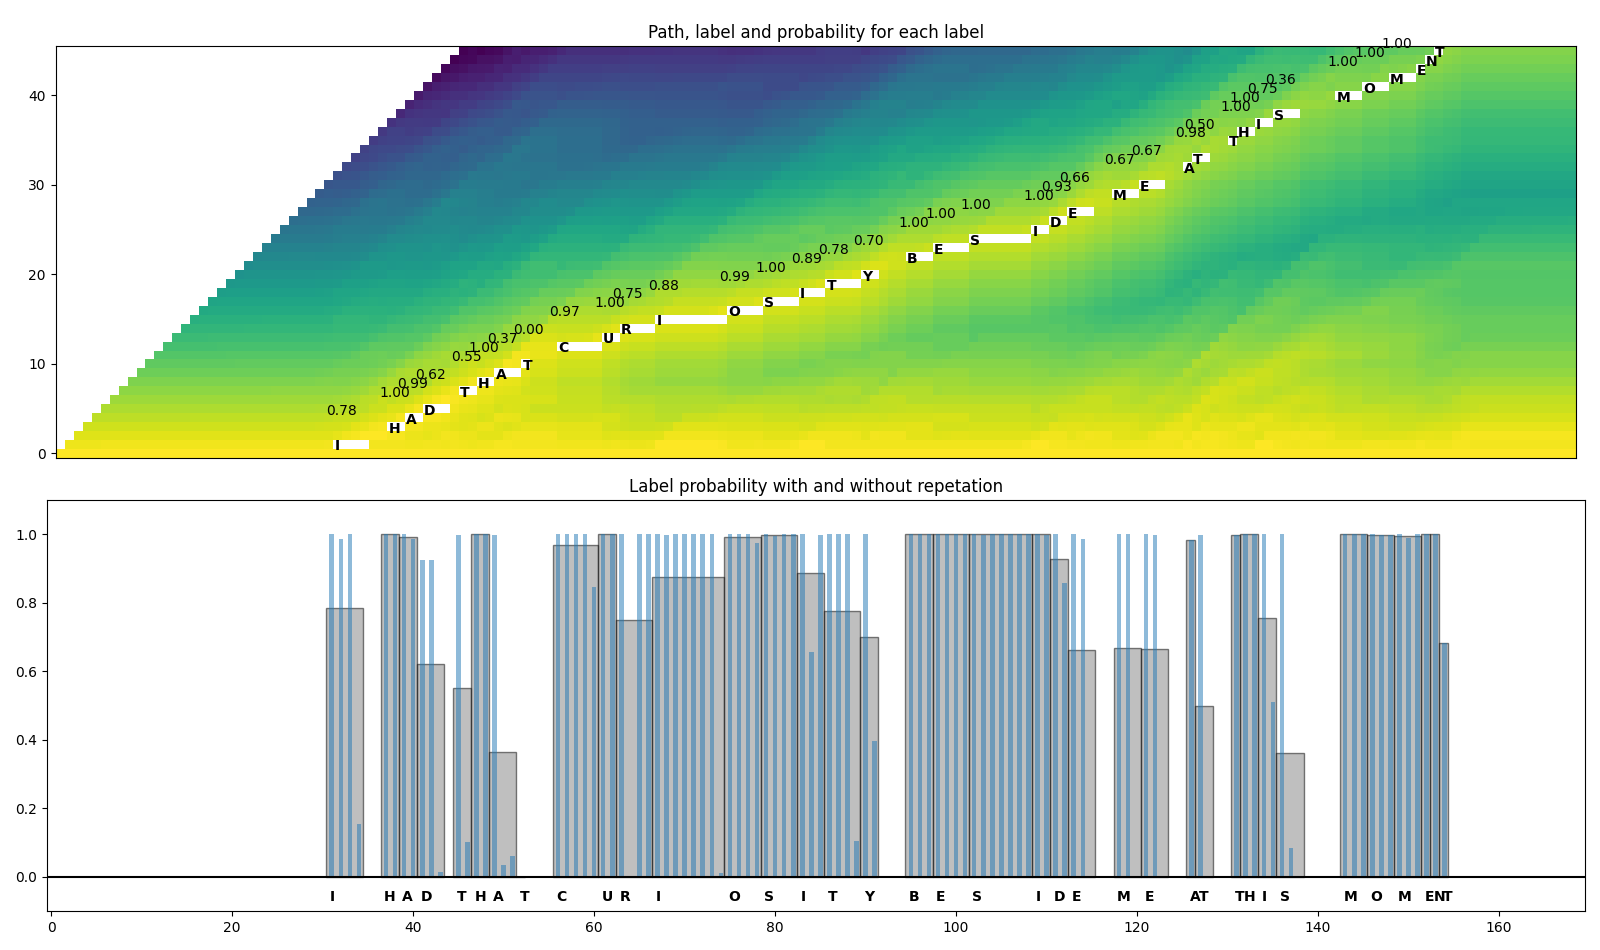 Path, label and probability for each label
1.00
1.00
1.00 T
N
40 0.36 M E
0.75 M O
1.00
1.00 S
0.50 I
0.98 H
T
0.67 T
30 0.67 A
0.66 E
0.93 M
1.00
1.00 E
1.00 D
1.00 I
0.70 S
0.78 E
0.89 B
20 1.00 Y
0.99 T
0.88 I
0.75 S
1.00 O
0.97 I
0.00 R
0.37 U
1.00 C
10 0.55 T
0.62 A
0.99 H
1.00 T
0.78 D
A
H
I
0
Label probability with and without repetation
1.0
0.8
0.6
0.4
0.2
0.0
I H A D T H A T C U R I O S I T Y B E S I D E M E A T T H I S M O M E N T
0 20 40 60 80 100 120 140 160